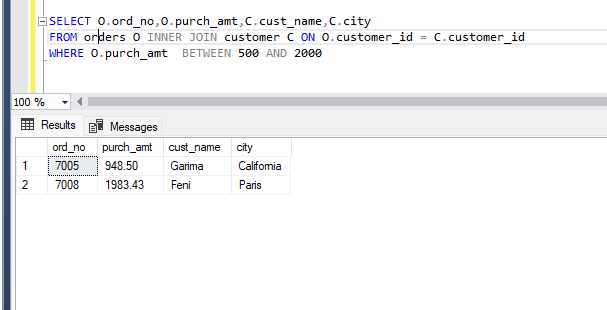 SELECT O.ord_no,O.purch_amt,C.cust_name,C.city
FROM orders O INNER JOIN customer C ON O.customer_id = C.customer_id
WHERE O.purch_amt  BETWEEN 500 AND 2000
100 %
Results Messages
ord_no purch_amt cust_name city
1 7005 948.50 Garima California
2 7008 1983.43 Feni Paris